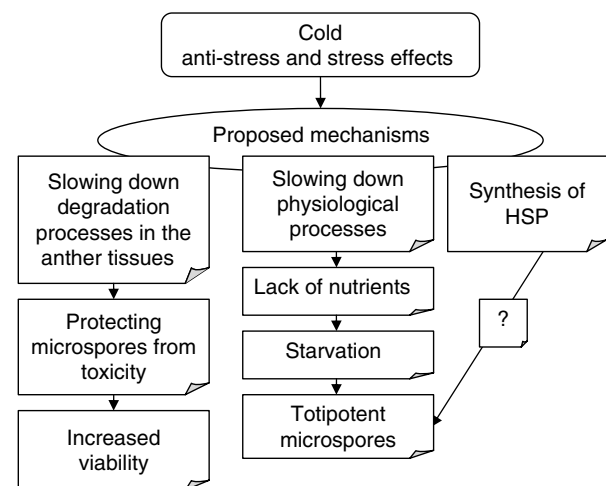 Cold
anti-stress and stress effects
Proposed mechanisms
Slowing down
degradation
processes in the
anther tissues
Protecting
microspores from
toxicity
Increased
viability
Slowing down
physiological
processes
Lack of nutrients
Starvation
Totipotent
microspores
Synthesis of
HSP
?